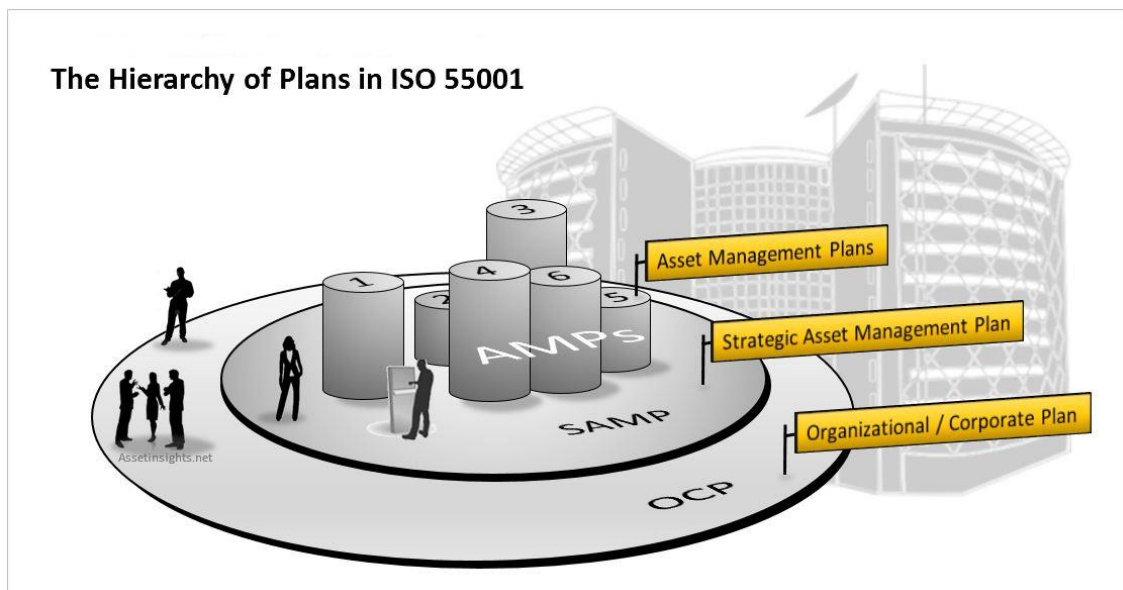 The Hierarchy of Plans in ISO 55001
3
Asset Management Plans
1
4
6
2
5
AMPs
Strategic Asset Management Plan
SAMP
Organizational / Corporate Plan
Assetinsights.net
OCP